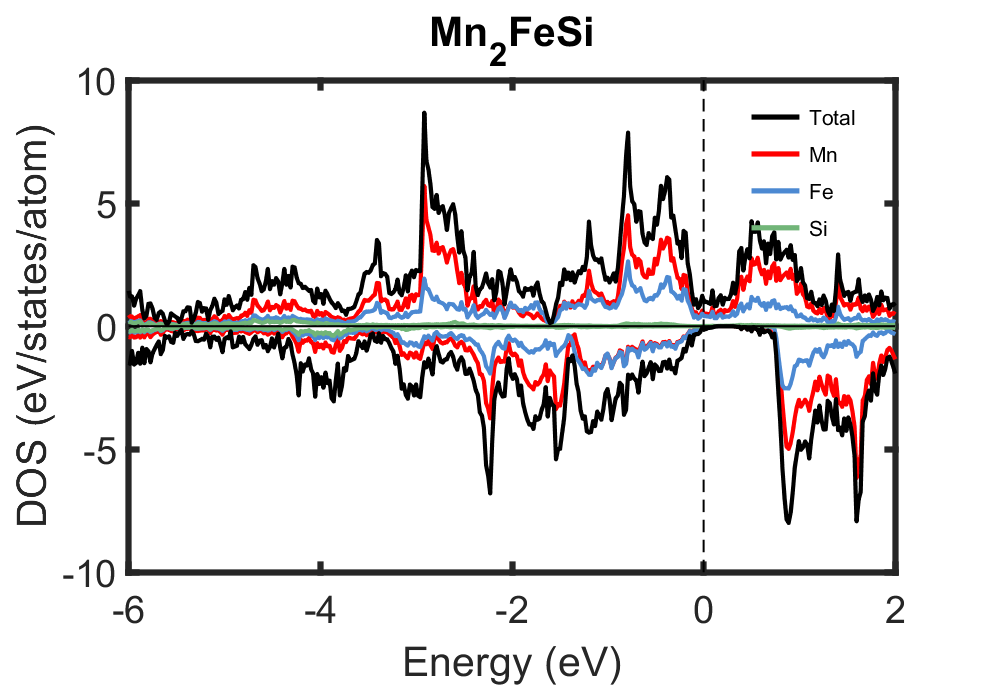 Mn₂FeSi
10
5
0
-5
-10
DOS (eV/states/atom)
Total
Mn
Fe
Si
-6 -4 -2 0 2
Energy (eV)